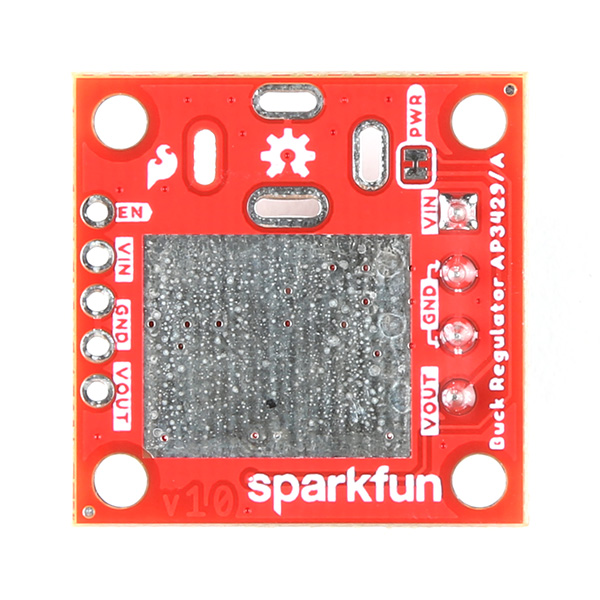 PWR
EN
VIN
GND
VOUT
VIN
GND
VOUT
Buck Regulator AP3429/A
sparkfun
v10